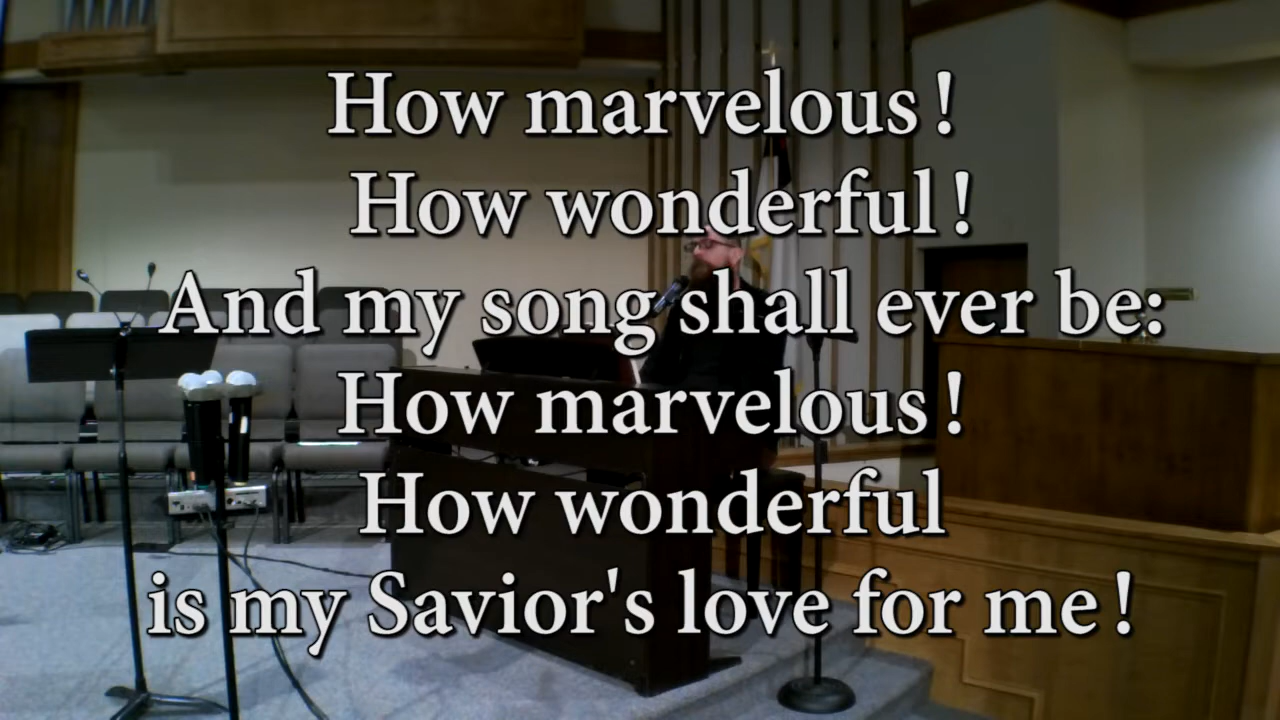 How marvelous!
How wonderful!
And my song shall ever be:
How marvelous!
How wonderful
is my Savior's love for me!